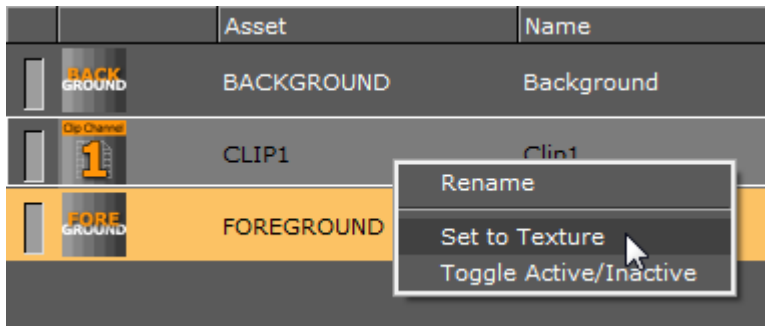 Asset Name
BACK
GROUND
BACKGROUND Background
Clip Channel
1
CLIP1 Clip1
Rename
FORE
GROUND
FOREGROUND
Set to Texture
Toggle Active/Inactive